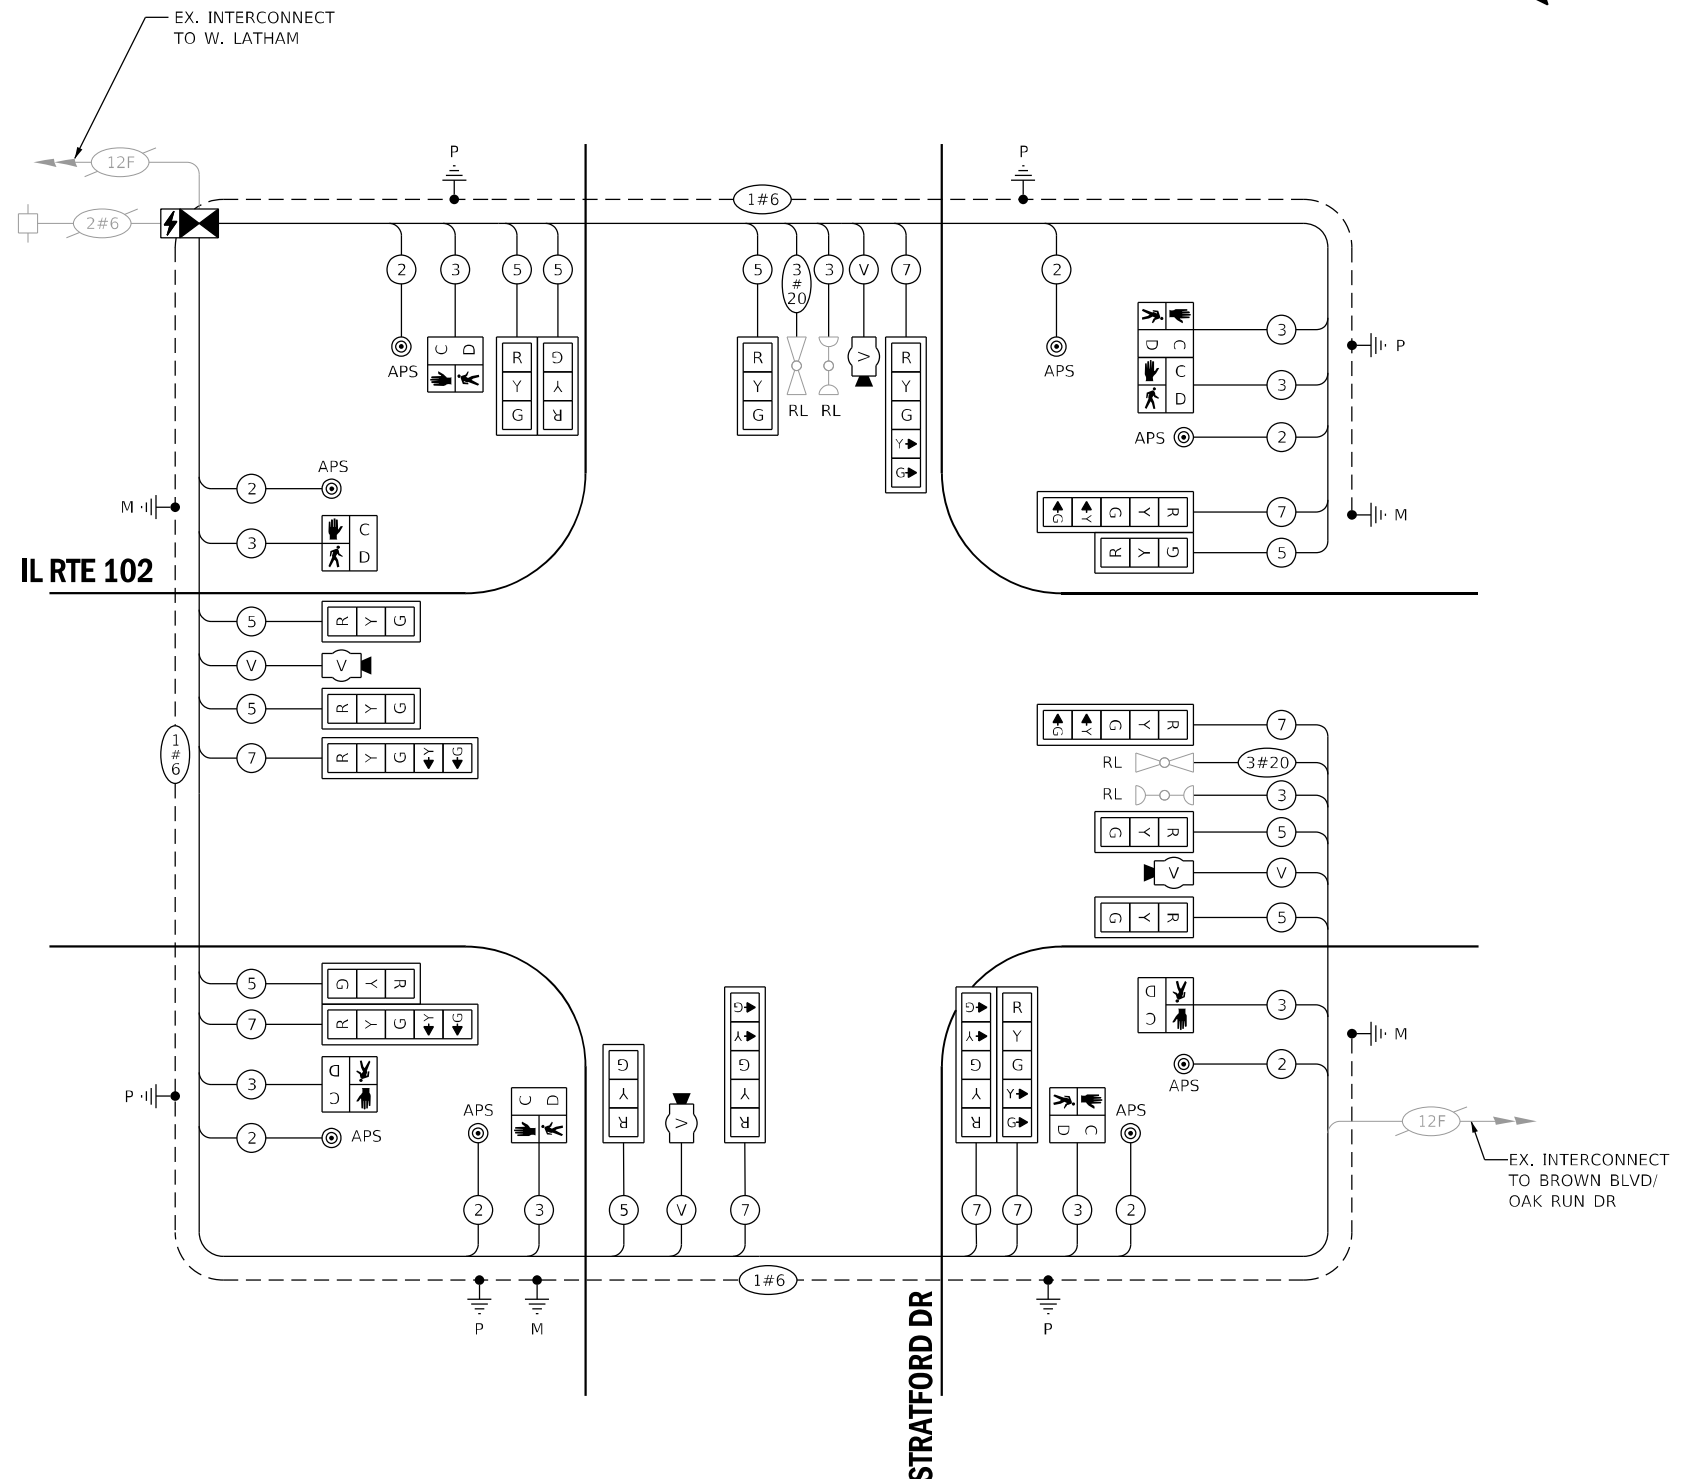 EX. INTERCONNECT
TO W. LATHAM
12F
P
P
1#6
2#6
2
3
5
5
5
3
#
20
3
V
7
2
C D
R
Y
G
G
Y
R
R
Y
G
V
R
Y
G
Y
G
APS
RL
RL
APS
3
C
D
C
D
3
P
APS
2
APS
2
M
G Y G Y R
7
M
3
C
D
R Y G
5
IL RTE 102
5
R Y G
V
V
5
R Y G
7
R Y G Y G
1
#
6
G Y G Y R
7
RL
3#20
RL
3
G Y R
5
V
V
G Y R
5
5
G Y R
7
R Y G Y G
3
D
C
P
2
APS
D
C
3
APS
2
M
APS
C D
G
Y
R
V
G
Y
G
Y
R
G
Y
G
Y
R
R
Y
G
Y
G
D C
APS
12F
EX. INTERCONNECT
TO BROWN BLVD/
OAK RUN DR
2
3
5
V
7
7
7
3
2
1#6
P
M
P
STRATFORD DR